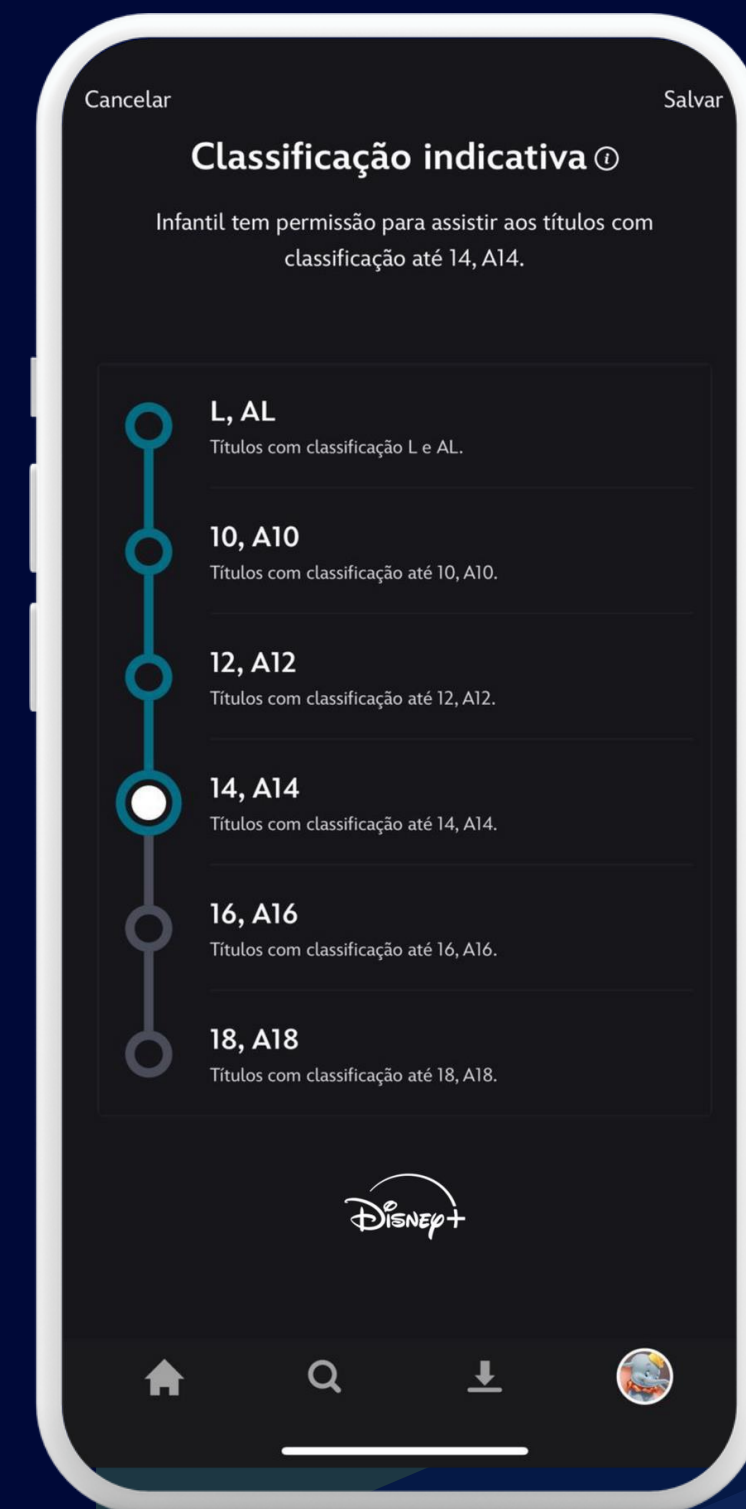 Cancelar
Salvar
Classificação indicativa
Infantil tem permissão para assistir aos títulos com
classificação até 14, A14.
L, AL
Títulos com classificação L e AL.
10, A10
Títulos com classificação até 10, A10.
12, A12
Títulos com classificação até 12, A12.
14, A14
Títulos com classificação até 14, A14.
16, A16
Títulos com classificação até 16, A16.
18, A18
Títulos com classificação até 18, A18.
Disney+